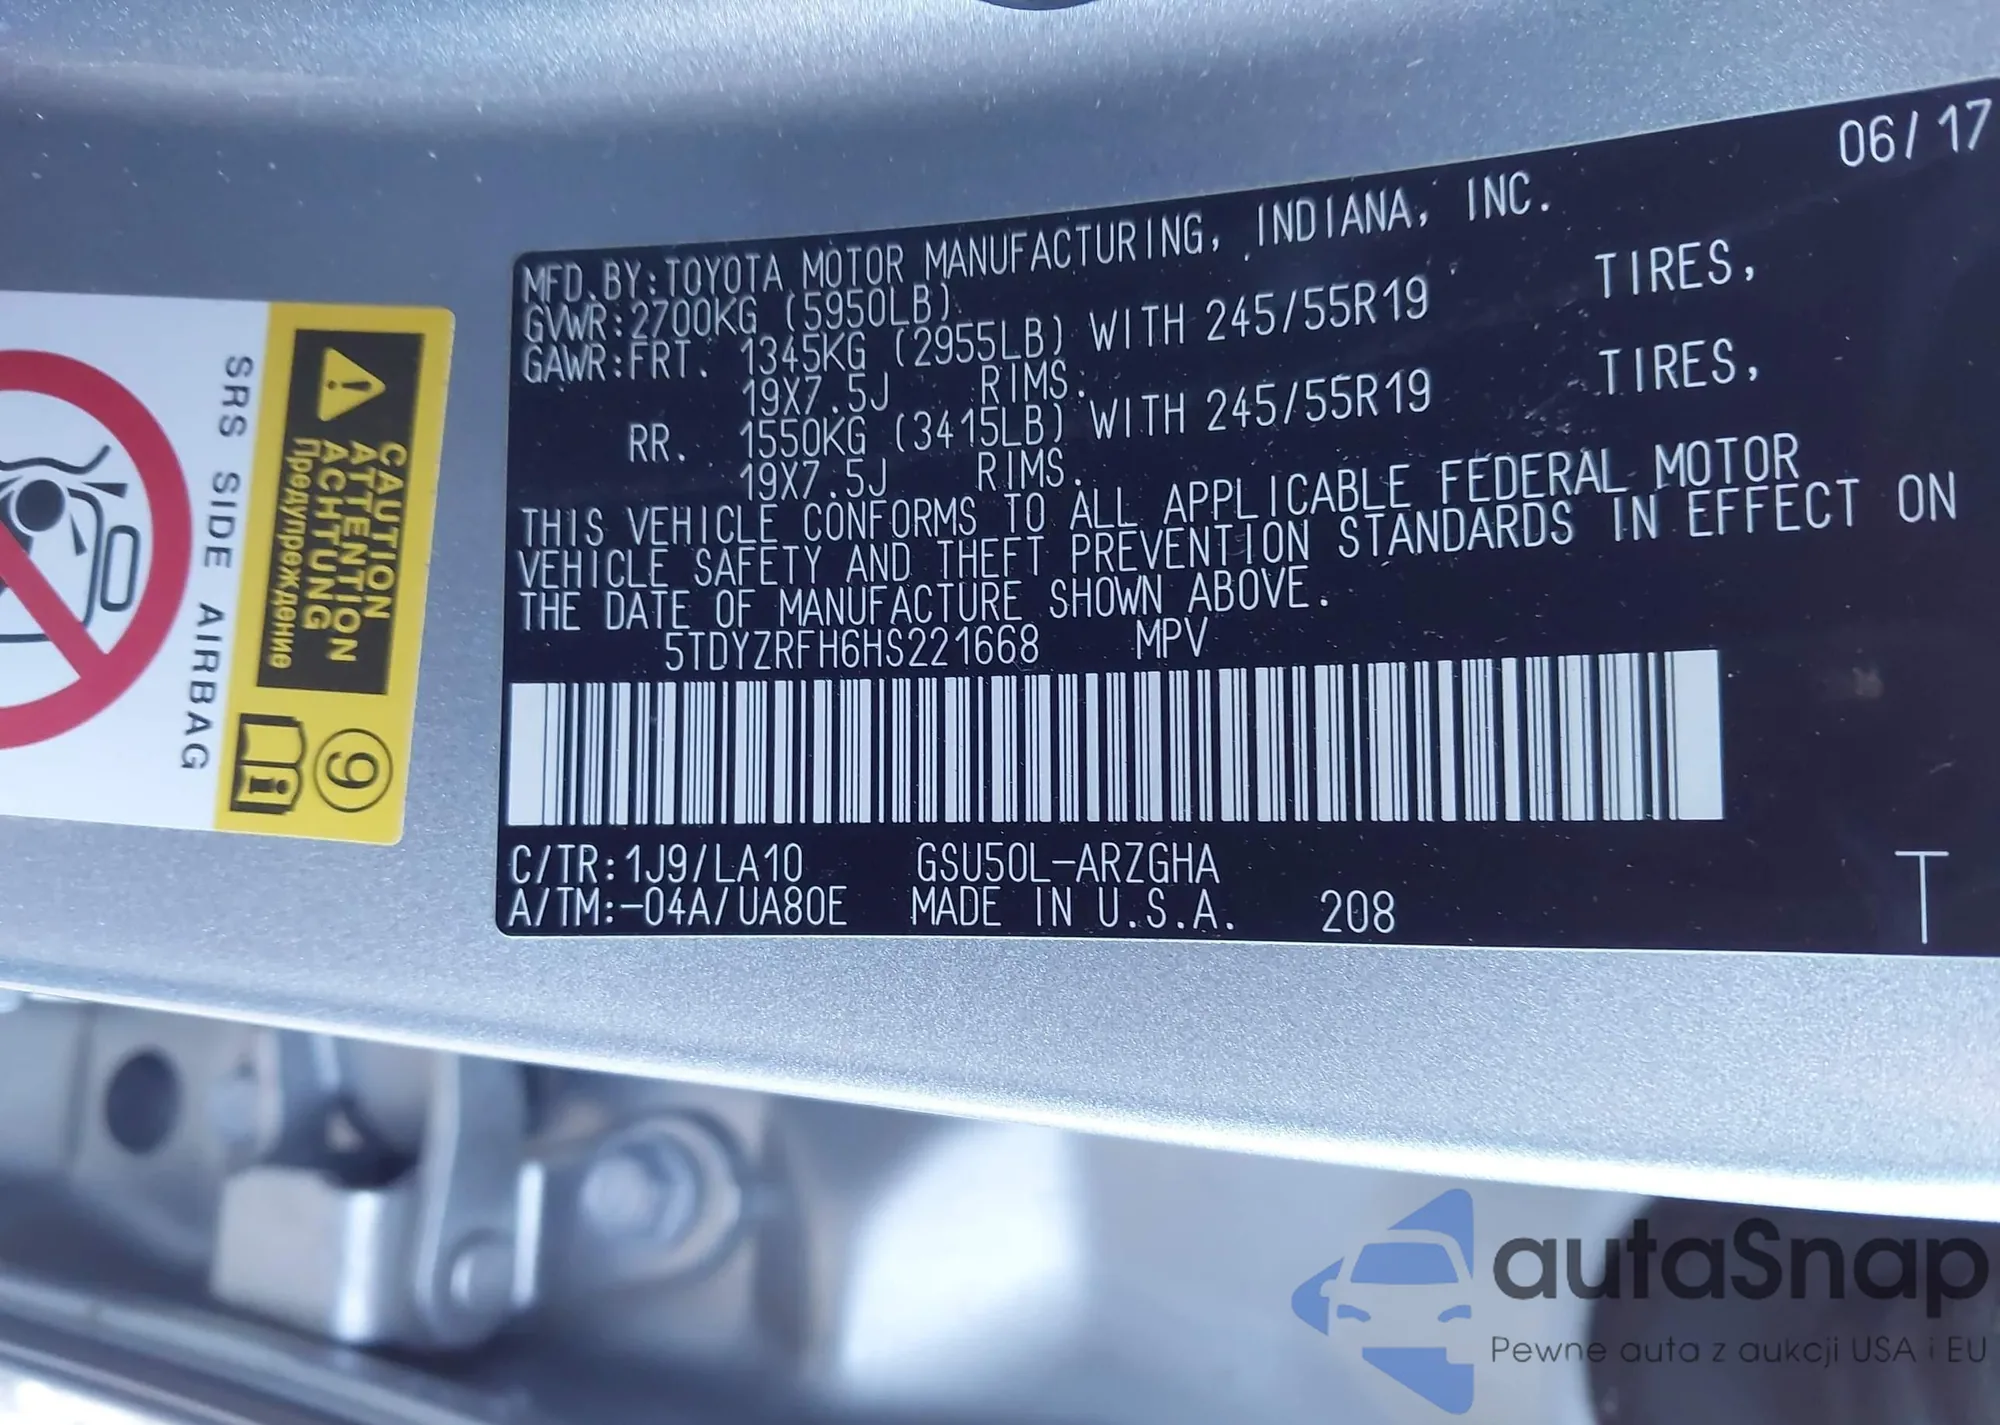 06/17
MFD.BY:TOYOTA MOTOR MANUFACTURING, INDIANA, INC.
GVWR:2700KG (5950LB)
GAWR:FRT. 1345KG (2955LB) WITH 245/55R19 TIRES,
19X7.5J RIMS.
RR. 1550KG (3415LB) WITH 245/55R19 TIRES,
19X7.5J RIMS.
THIS VEHICLE CONFORMS TO ALL APPLICABLE FEDERAL MOTOR
VEHICLE SAFETY AND THEFT PREVENTION STANDARDS IN EFFECT ON
THE DATE OF MANUFACTURE SHOWN ABOVE.
5TDYZRFH6HS221668 MPV
C/TR:1J9/LA10 GSU50L-ARZGHA
A/TM:-04A/UA80E MADE IN U.S.A. 208
T
CAUTION
ATTENTION
ACHTUNG
Предупреждение
9
SRS SIDE AIRBAG
autaSnap
Pewne auta z aukcji USA i EU